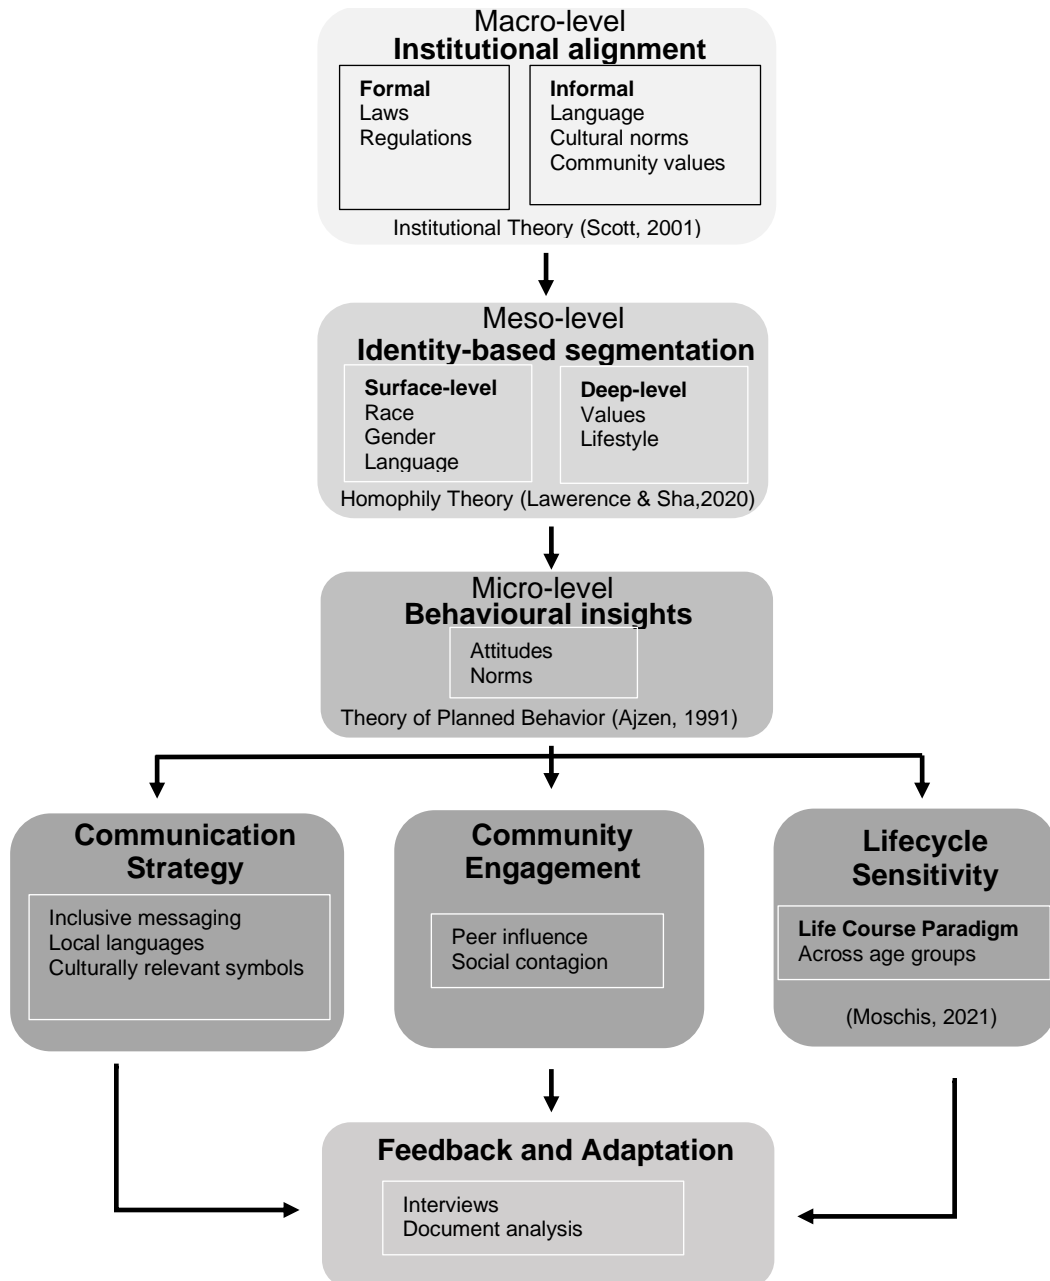 Macro-level
Institutional alignment
Formal
Laws
Regulations
Informal
Language
Cultural norms
Community values
Institutional Theory (Scott, 2001)
Meso-level
Identity-based segmentation
Surface-level
Race
Gender
Language
Deep-level
Values
Lifestyle
Homophily Theory (Lawerence & Sha,2020)
Micro-level
Behavioural insights
Attitudes
Norms
Theory of Planned Behavior (Ajzen, 1991)
Communication
Strategy
Inclusive messaging
Local languages
Culturally relevant symbols
Community
Engagement
Peer influence
Social contagion
Lifecycle
Sensitivity
Life Course Paradigm
Across age groups
(Moschis, 2021)
Feedback and Adaptation
Interviews
Document analysis